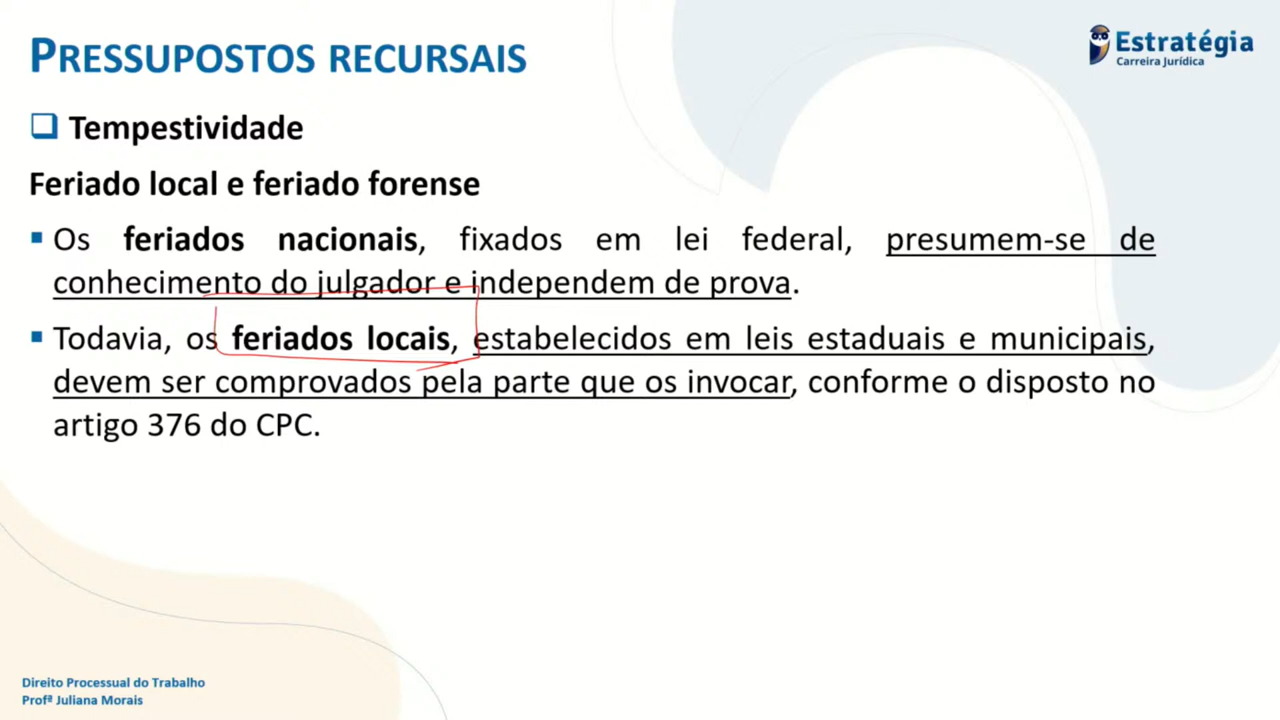 PRESSUPOSTOS RECURSAIS
Estratégia
Carreira Jurídica
Tempestividade
Feriado local e feriado forense
Os feriados nacionais, fixados em lei federal, presumem-se de
conhecimento do julgador e independem de prova.
Todavia, os feriados locais, estabelecidos em leis estaduais e municipais,
devem ser comprovados pela parte que os invocar, conforme o disposto no
artigo 376 do CPC.
Direito Processual do Trabalho
Profª Juliana Morais